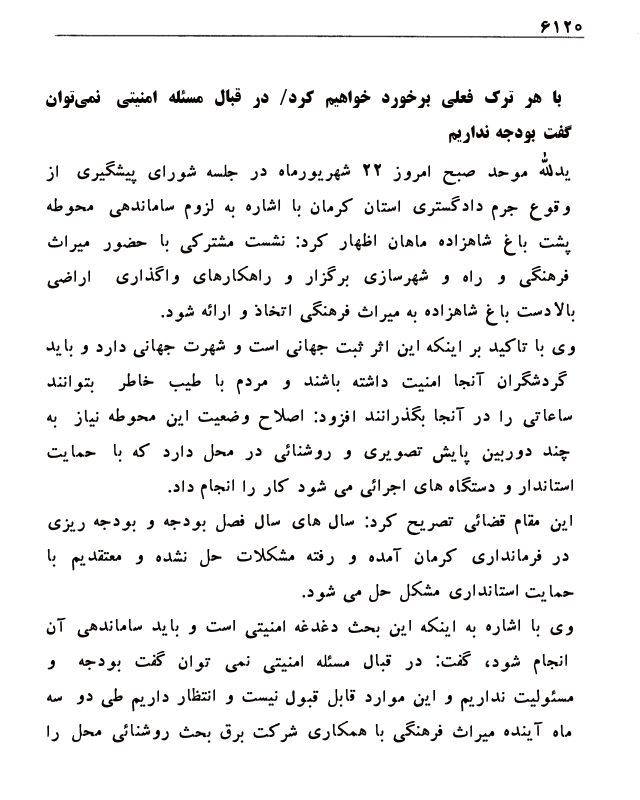 ۶۱۲۰
با هر ترک فعلی برخورد خواهیم کرد/ در قبال مسئله امنیتی نمی‌توان
گفت بودجه نداریم
یدالله موحد صبح امروز ۲۲ شهریورماه در جلسه شورای پیشگیری از
وقوع جرم دادگستری استان کرمان با اشاره به لزوم ساماندهی محوطه
پشت باغ شاهزاده ماهان اظهار کرد: نشست مشترکی با حضور میراث
فرهنگی و راه و شهرسازی برگزار و راهکارهای واگذاری اراضی
بالادست باغ شاهزاده به میراث فرهنگی اتخاذ و ارائه شود.
وی با تاکید بر اینکه این اثر ثبت جهانی است و شهرت جهانی دارد و باید
گردشگران آنجا امنیت داشته باشند و مردم با طیب خاطر بتوانند
ساعاتی را در آنجا بگذرانند افزود: اصلاح وضعیت این محوطه نیاز به
چند دوربین پایش تصویری و روشنائی در محل دارد که با حمایت
استاندار و دستگاه های اجرائی می شود کار را انجام داد.
این مقام قضائی تصریح کرد: سال های سال فصل بودجه و بودجه ریزی
در فرمانداری کرمان آمده و رفته مشکلات حل نشده و معتقدیم با
حمایت استانداری مشکل حل می شود.
وی با اشاره به اینکه این بحث دغدغه امنیتی است و باید ساماندهی آن
انجام شود، گفت: در قبال مسئله امنیتی نمی توان گفت بودجه و
مسئولیت نداریم و این موارد قابل قبول نیست و انتظار داریم طی دو سه
ماه آینده میراث فرهنگی با همکاری شرکت برق بحث روشنائی محل را